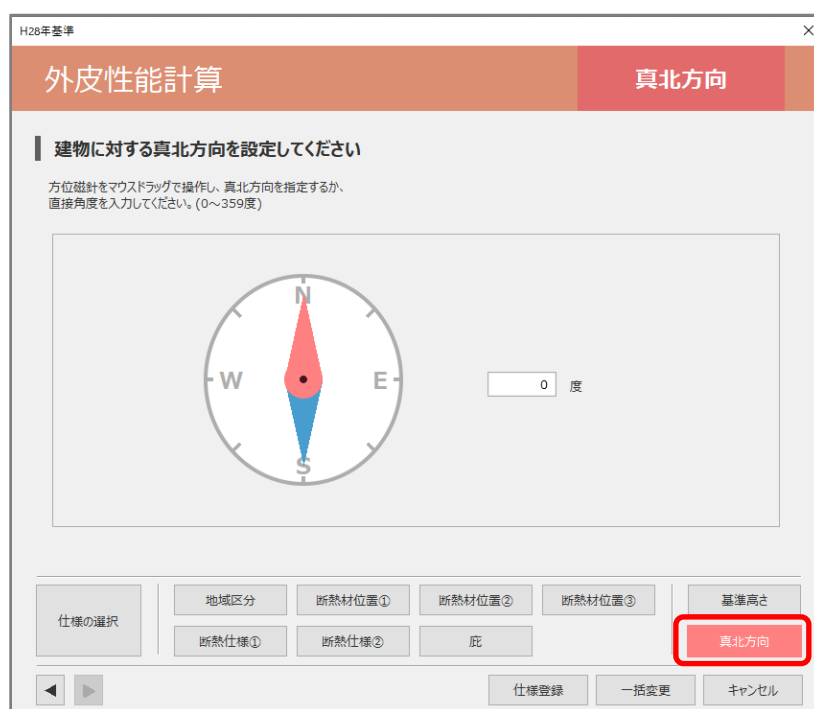 H28年基準
外皮性能計算
真北方向
建物に対する真北方向を設定してください
方位磁針をマウスドラッグで操作し、真北方向を指定するか、
直接角度を入力してください。(0～359度)
N
W
E
S
0 度
仕様の選択
地域区分
断熱材位置①
断熱材位置②
断熱材位置③
基準高さ
断熱仕様①
断熱仕様②
庇
真北方向
仕様登録
一括変更
キャンセル